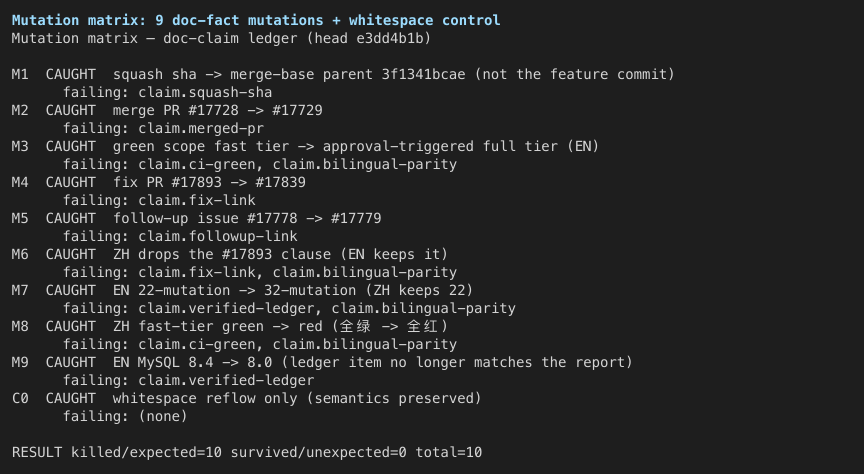 Mutation matrix: 9 doc-fact mutations + whitespace control
Mutation matrix — doc-claim ledger (head e3dd4b1b)
M1 CAUGHT squash sha -> merge-base parent 3f1341bcae (not the feature commit)
failing: claim.squash-sha
M2 CAUGHT merge PR #17728 -> #17729
failing: claim.merged-pr
M3 CAUGHT green scope fast tier -> approval-triggered full tier (EN)
failing: claim.ci-green, claim.bilingual-parity
M4 CAUGHT fix PR #17893 -> #17839
failing: claim.fix-link
M5 CAUGHT follow-up issue #17778 -> #17779
failing: claim.followup-link
M6 CAUGHT ZH drops the #17893 clause (EN keeps it)
failing: claim.fix-link, claim.bilingual-parity
M7 CAUGHT EN 22-mutation -> 32-mutation (ZH keeps 22)
failing: claim.verified-ledger, claim.bilingual-parity
M8 CAUGHT ZH fast-tier green -> red (全绿 -> 全红)
failing: claim.ci-green, claim.bilingual-parity
M9 CAUGHT EN MySQL 8.4 -> 8.0 (ledger item no longer matches the report)
failing: claim.verified-ledger
C0 CAUGHT whitespace reflow only (semantics preserved)
failing: (none)
RESULT killed/expected=10 survived/unexpected=0 total=10